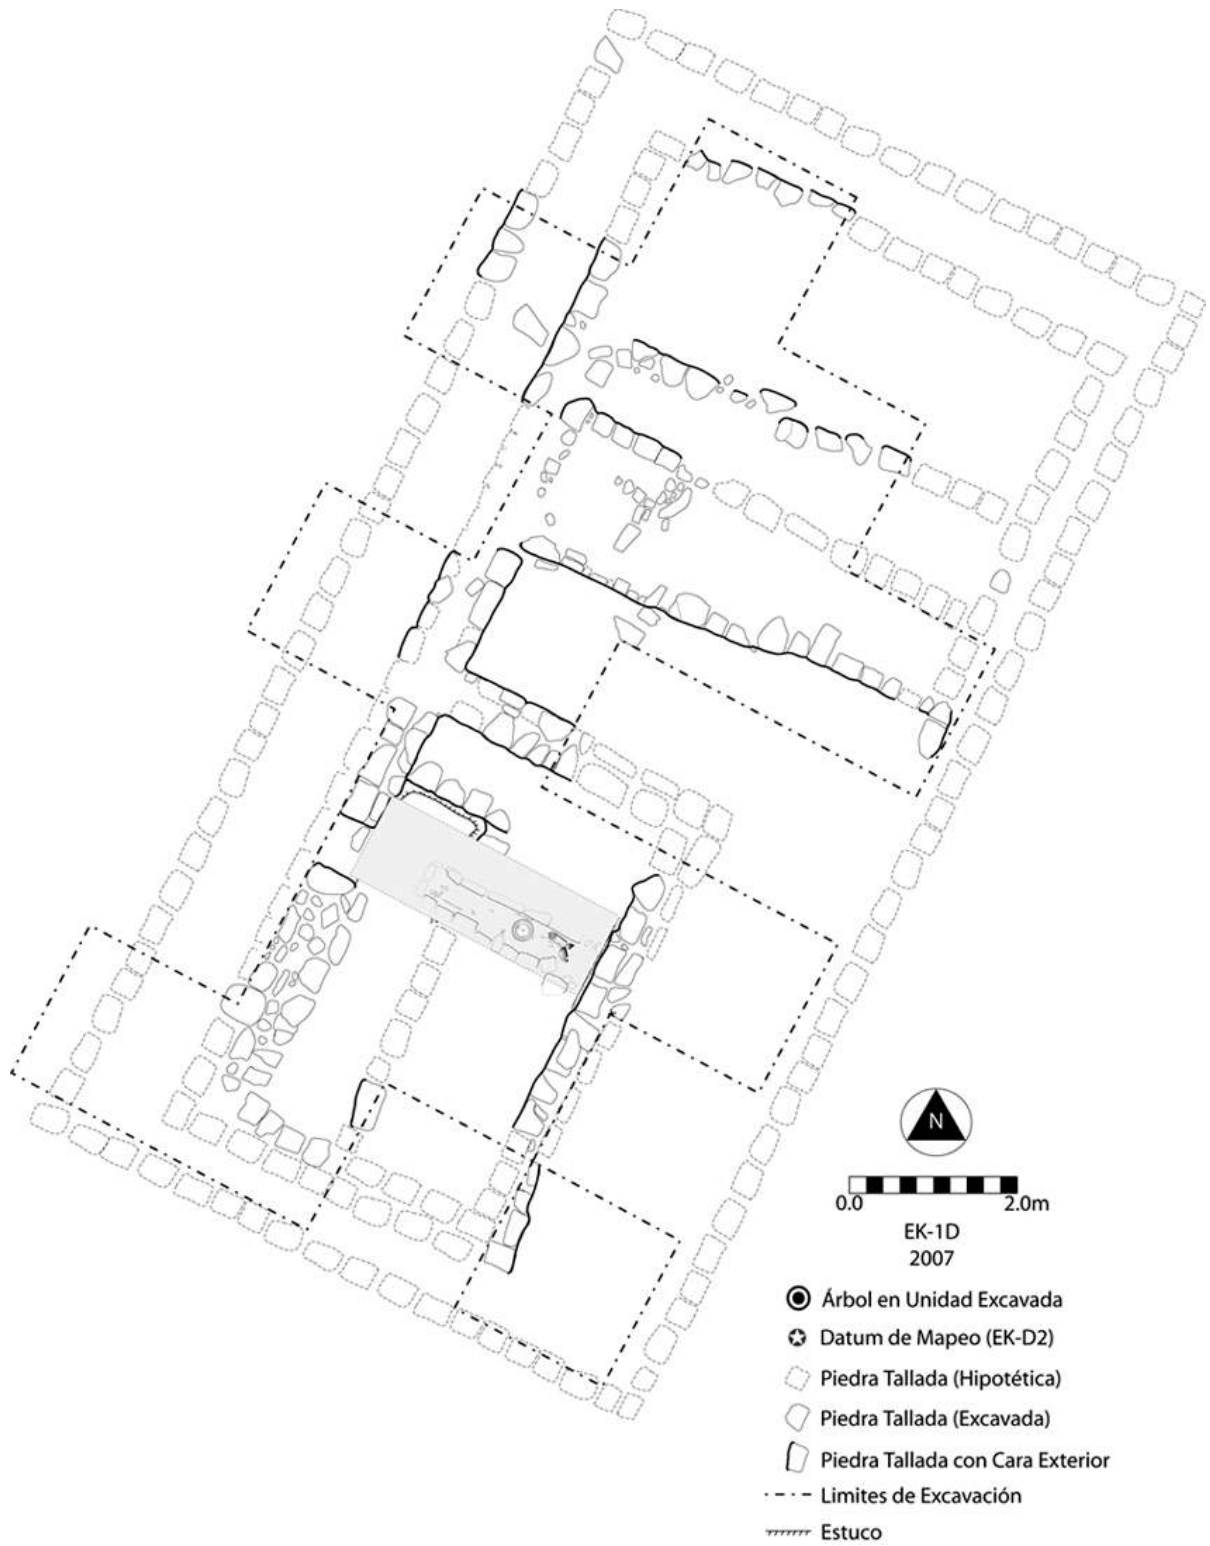 N
0.0 2.0m
EK-1D
2007
Árbol en Unidad Excavada
Datum de Mapeo (EK-D2)
Piedra Tallada (Hipotética)
Piedra Tallada (Excavada)
Piedra Tallada con Cara Exterior
Limites de Excavación
Estuco